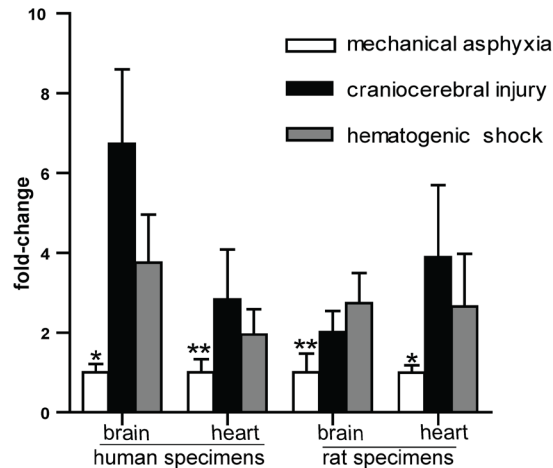 10
8
6
4
2
0
fold-change
mechanical asphyxia
craniocerebral injury
hematogenic shock
*
**
**
*
brain heart brain heart
human specimens rat specimens